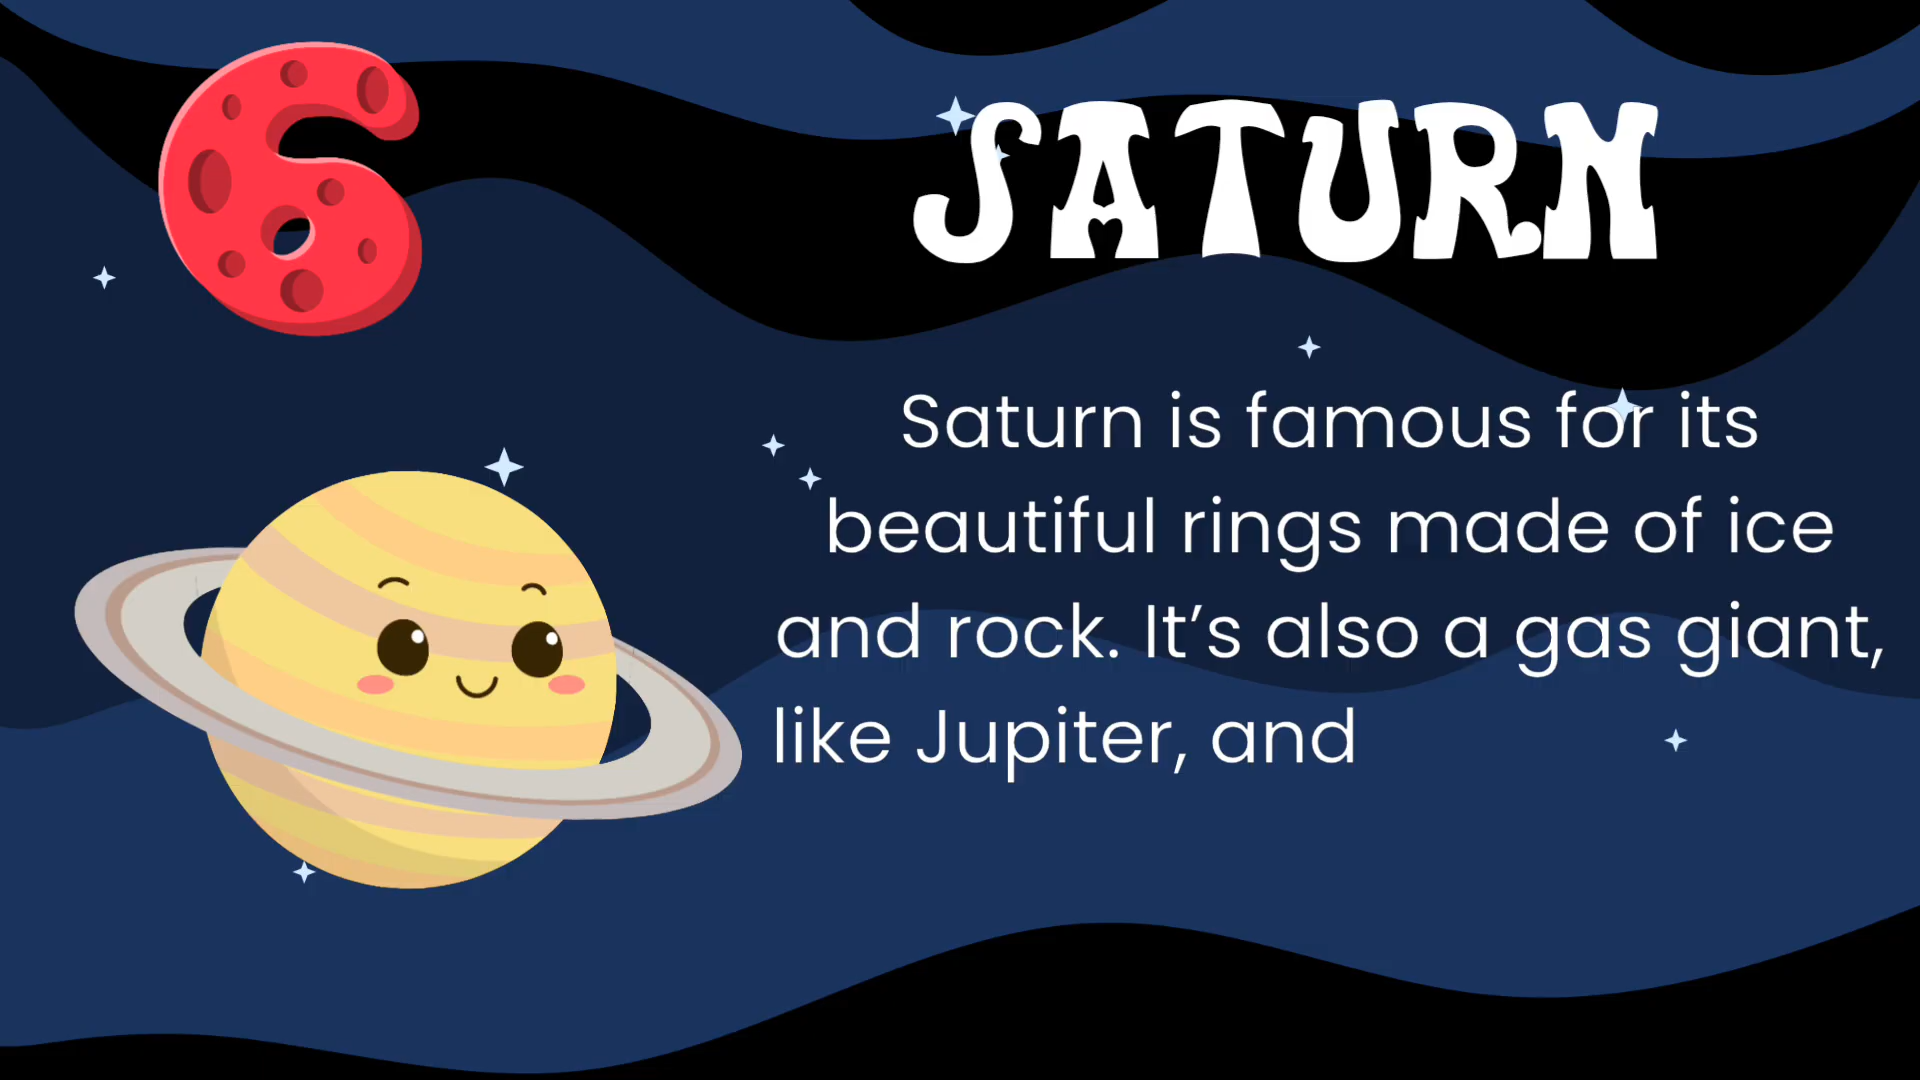 6
SATURN
Saturn is famous for its
beautiful rings made of ice
and rock. It’s also a gas giant,
like Jupiter, and